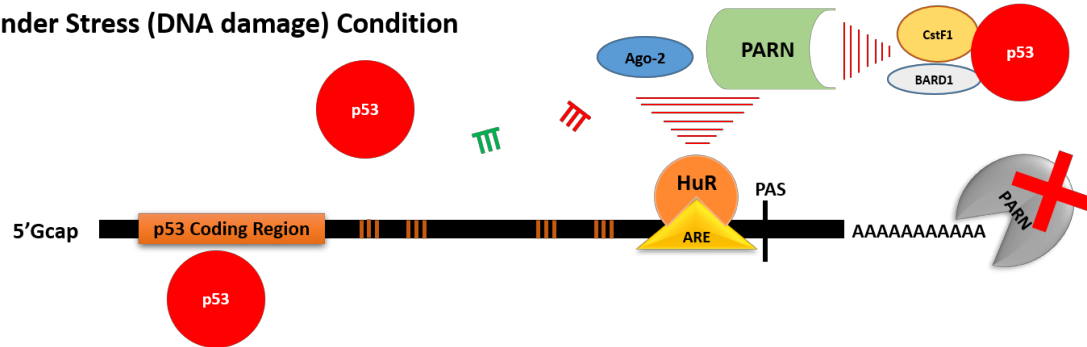 nder Stress (DNA damage) Condition
Ago-2
PARN
CstF1
BARD1
p53
p53
HuR
PAS
5'Gcap
p53 Coding Region
ARE
AAAAAAAAAAA
PARN
p53